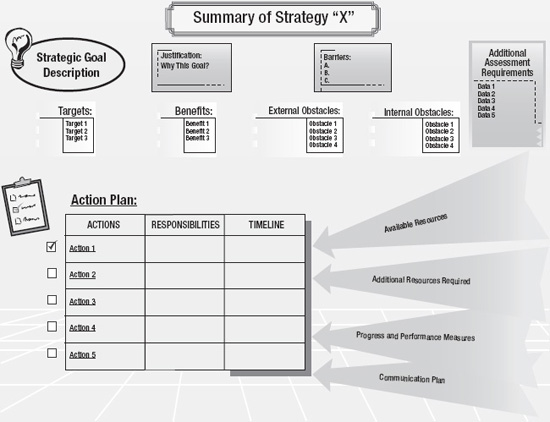 Summary of Strategy “X”
Strategic Goal
Description
Justification:
Why This Goal?
Barriers:
A.
B.
C.
Additional
Assessment
Requirements
Data 1
Data 2
Data 3
Data 4
Data 5
Targets:
Target 1
Target 2
Target 3
Benefits:
Benefit 1
Benefit 2
Benefit 3
External Obstacles:
Obstacle 1
Obstacle 2
Obstacle 3
Obstacle 4
Internal Obstacles:
Obstacle 1
Obstacle 2
Obstacle 3
Obstacle 4
Action Plan:
ACTIONS RESPONSIBILITIES TIMELINE
Action 1
Action 2
Action 3
Action 4
Action 5
Available Resources
Additional Resources Required
Progress and Performance Measures
Communication Plan